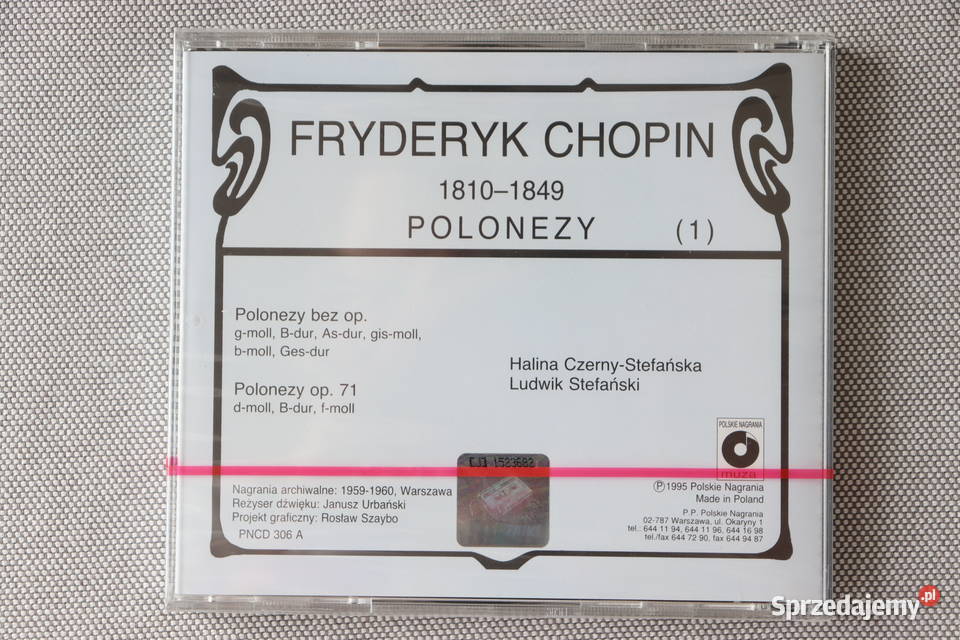 FRYDERYK CHOPIN
1810–1849
POLONEZY (1)
Polonezy bez op.
g-moll, B-dur, As-dur, gis-moll,
b-moll, Ges-dur
Polonezy op. 71
d-moll, B-dur, f-moll
Halina Czerny-Stefańska
Ludwik Stefański
POLSKIE NAGRANIA
muza
1523682
Nagrania archiwalne: 1959-1960, Warszawa
Reżyser dźwięku: Janusz Urbański
Projekt graficzny: Rosław Szaybo
PNCD 306 A
Ⓟ1995 Polskie Nagrania
Made in Poland
P.P. Polskie Nagrania
02-787 Warszawa, ul. Okaryny 1
tel.: 644 11 94, 644 11 96, 644 16 98
tel./fax 644 72 90, fax 644 94 87
Sprzedajemy.pl